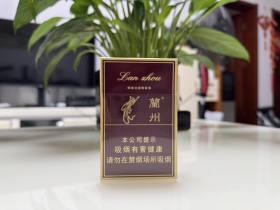 Lan zhou
蘭
州
本公司提示
吸烟有害健康
请勿在禁烟场所吸烟